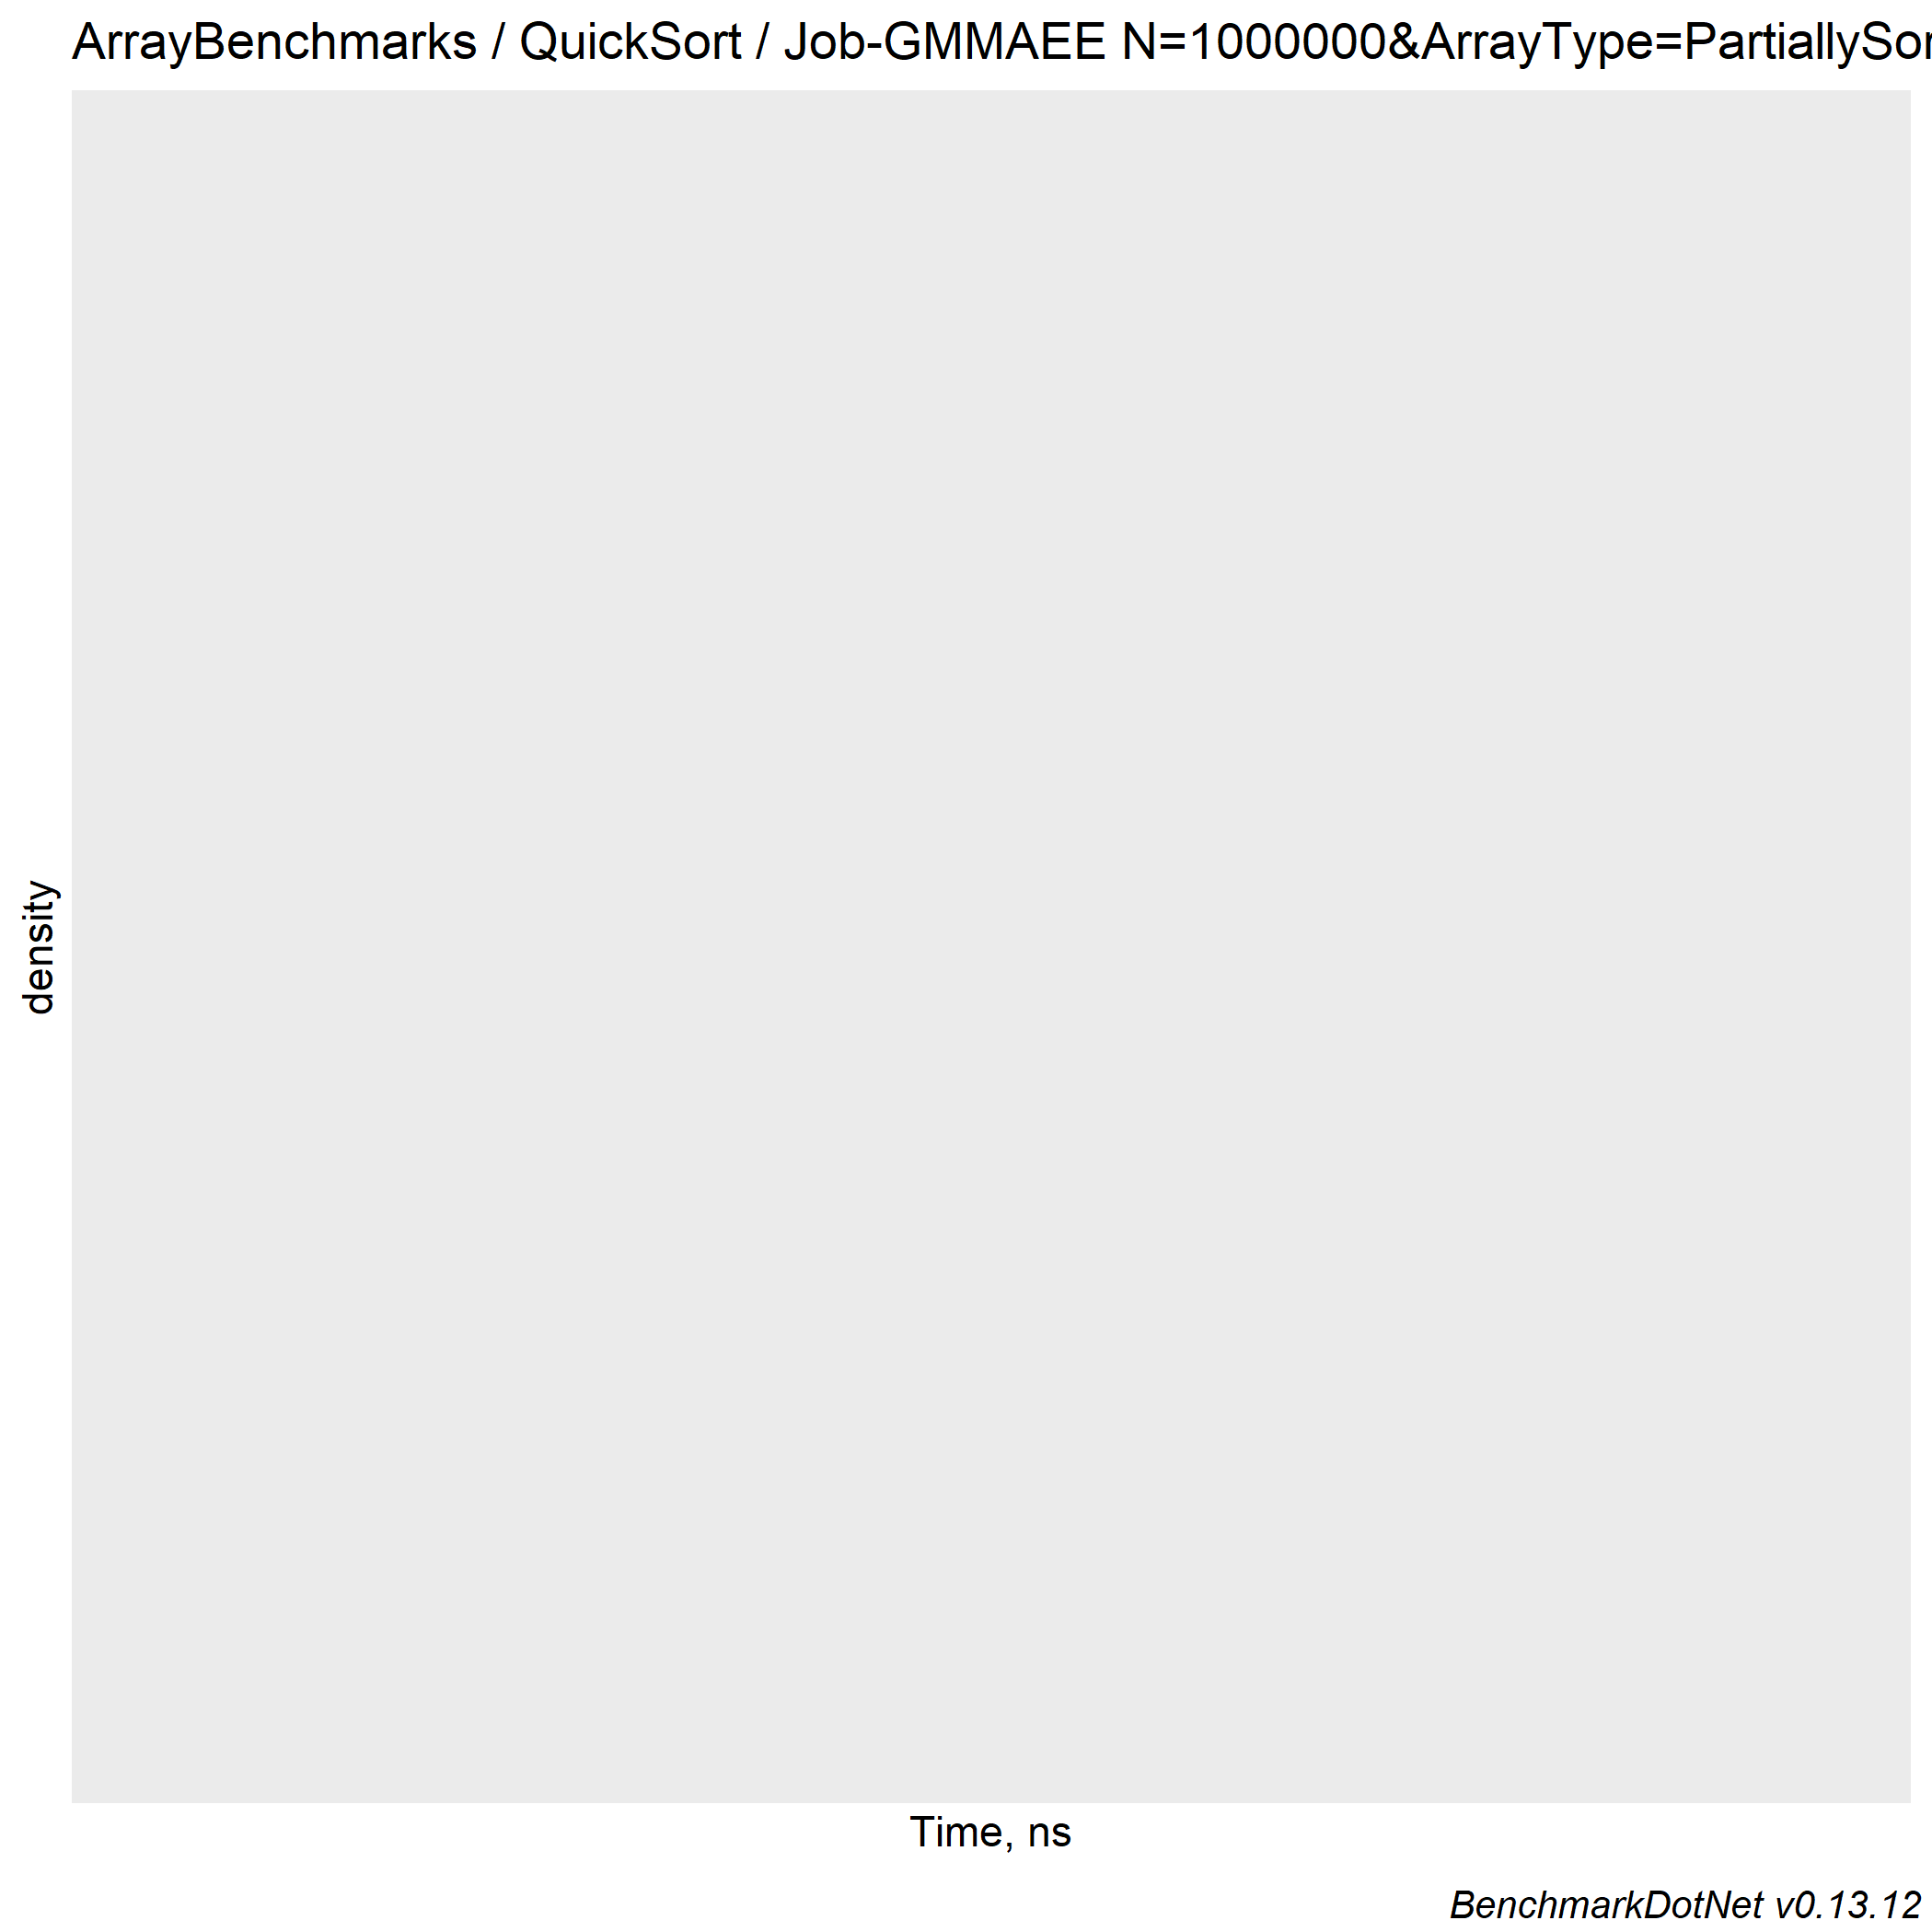 ArrayBenchmarks / QuickSort / Job-GMMAEE N=1000000&ArrayType=PartiallySor
density
Time, ns
BenchmarkDotNet v0.13.12